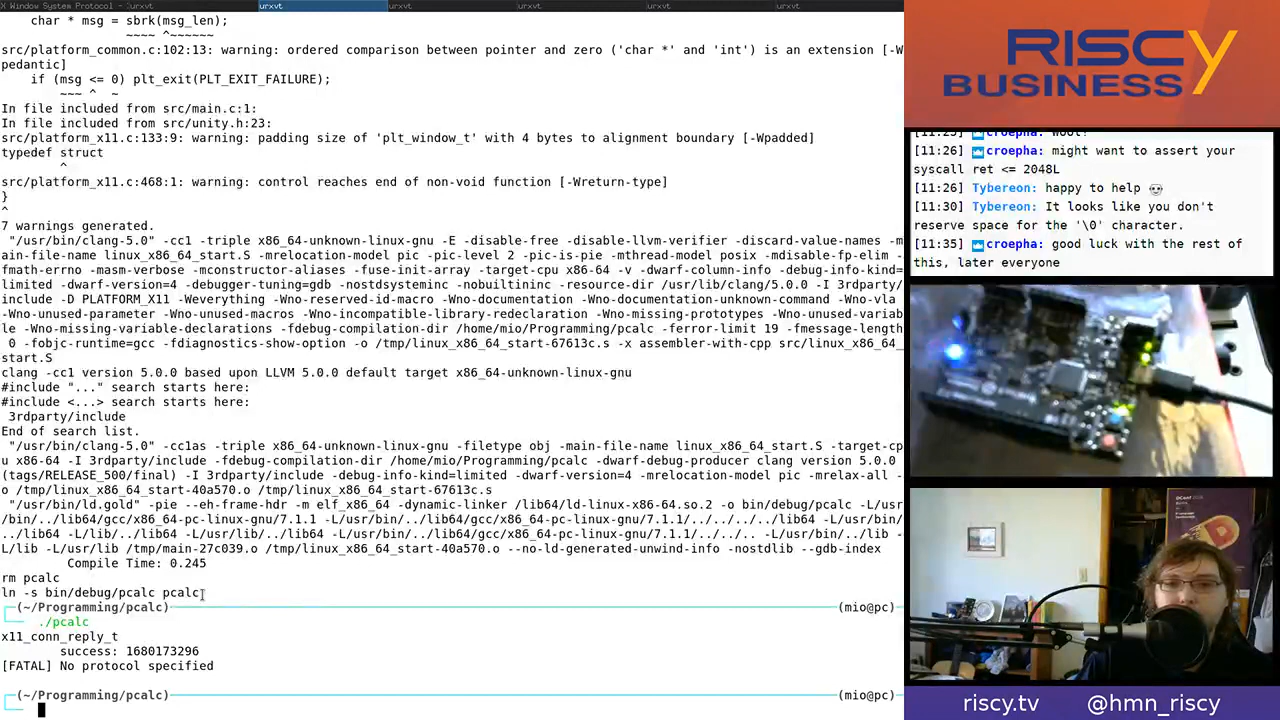 X Window System Protocol - urxvt
urxvt
urxvt
urxvt
urxvt
urxvt
char * msg = sbrk(msg_len);
~~~~ ^~~~~~~
src/platform_common.c:102:13: warning: ordered comparison between pointer and zero ('char *' and 'int') is an extension [-W
pedantic]
if (msg <= 0) plt_exit(PLT_EXIT_FAILURE);
~~~ ^  ~
In file included from src/main.c:1:
In file included from src/unity.h:23:
src/platform_x11.c:133:9: warning: padding size of 'plt_window_t' with 4 bytes to alignment boundary [-Wpadded]
typedef struct
^
src/platform_x11.c:468:1: warning: control reaches end of non-void function [-Wreturn-type]
}
^
7 warnings generated.
"/usr/bin/clang-5.0" -cc1 -triple x86_64-unknown-linux-gnu -E -disable-free -disable-llvm-verifier -discard-value-names -m
ain-file-name linux_x86_64_start.S -mrelocation-model pic -pic-level 2 -pic-is-pie -mthread-model posix -mdisable-fp-elim -
fmath-errno -masm-verbose -mconstructor-aliases -fuse-init-array -target-cpu x86-64 -v -dwarf-column-info -debug-info-kind=
limited -dwarf-version=4 -debugger-tuning=gdb -nostdsysteminc -nobuiltininc -resource-dir /usr/lib/clang/5.0.0 -I 3rdparty/
include -D PLATFORM_X11 -Weverything -Wno-reserved-id-macro -Wno-documentation -Wno-documentation-unknown-command -Wno-vla
-Wno-unused-parameter -Wno-unused-macros -Wno-incompatible-library-redeclaration -Wno-missing-prototypes -Wno-unused-variab
le -Wno-missing-variable-declarations -fdebug-compilation-dir /home/mio/Programming/pcalc -ferror-limit 19 -fmessage-length
0 -fobjc-runtime=gcc -fdiagnostics-show-option -o /tmp/linux_x86_64_start-67613c.s -x assembler-with-cpp src/linux_x86_64_
start.S
clang -cc1 version 5.0.0 based upon LLVM 5.0.0 default target x86_64-unknown-linux-gnu
#include "..." search starts here:
#include <...> search starts here:
3rdparty/include
End of search list.
"/usr/bin/clang-5.0" -cc1as -triple x86_64-unknown-linux-gnu -filetype obj -main-file-name linux_x86_64_start.S -target-cp
u x86-64 -I 3rdparty/include -fdebug-compilation-dir /home/mio/Programming/pcalc -dwarf-debug-producer clang version 5.0.0
(tags/RELEASE_500/final) -I 3rdparty/include -debug-info-kind=limited -dwarf-version=4 -mrelocation-model pic -mrelax-all -
o /tmp/linux_x86_64_start-40a570.o /tmp/linux_x86_64_start-67613c.s
"/usr/bin/ld.gold" -pie --eh-frame-hdr -m elf_x86_64 -dynamic-linker /lib64/ld-linux-x86-64.so.2 -o bin/debug/pcalc -L/usr
/bin/../lib64/gcc/x86_64-pc-linux-gnu/7.1.1 -L/usr/bin/../lib64/gcc/x86_64-pc-linux-gnu/7.1.1/../../../../lib64 -L/usr/bin/
../lib64 -L/lib/../lib64 -L/usr/lib/../lib64 -L/usr/bin/../lib64/gcc/x86_64-pc-linux-gnu/7.1.1/../../.. -L/usr/bin/../lib -
L/lib -L/usr/lib /tmp/main-27c039.o /tmp/linux_x86_64_start-40a570.o --no-ld-generated-unwind-info -nostdlib --gdb-index
Compile Time: 0.245
rm pcalc
ln -s bin/debug/pcalc pcalc
(~/Programming/pcalc) (mio@pc)
./pcalc
x11_conn_reply_t
success: 1680173296
[FATAL] No protocol specified
(~/Programming/pcalc) (mio@pc)
RISCY
BUSINESS
[11:25] croepha: woot!
[11:26] croepha: might want to assert your
syscall ret <= 2048L
[11:26] Tybereon: happy to help
[11:30] Tybereon: It looks like you don't
reserve space for the '\0' character.
[11:35] croepha: good luck with the rest of
this, later everyone
riscy.tv @hmn_riscy